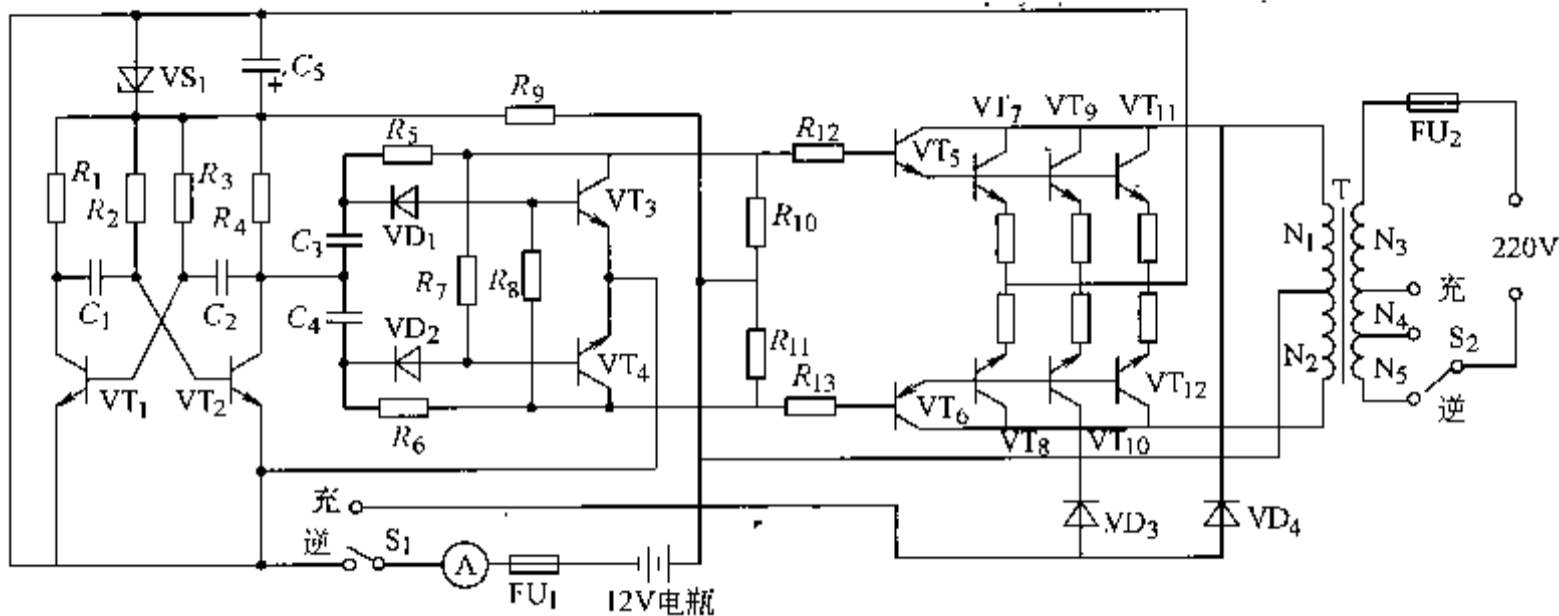 VS₁
C₅
R₉
R₁
R₂
R₃
R₄
C₁
C₂
VT₁
VT₂
R₅
VD₁
C₃
C₄
R₇
R₈
VD₂
R₆
VT₃
VT₄
R₁₀
R₁₁
R₁₂
R₁₃
VT₅
VT₆
VT₇
VT₉
VT₁₁
VT₈
VT₁₀
VT₁₂
VD₃
VD₄
T
N₁
N₂
N₃
N₄
N₅
FU₂
220V
充
S₂
逆
充
逆
S₁
A
FU₁
12V电瓶
+